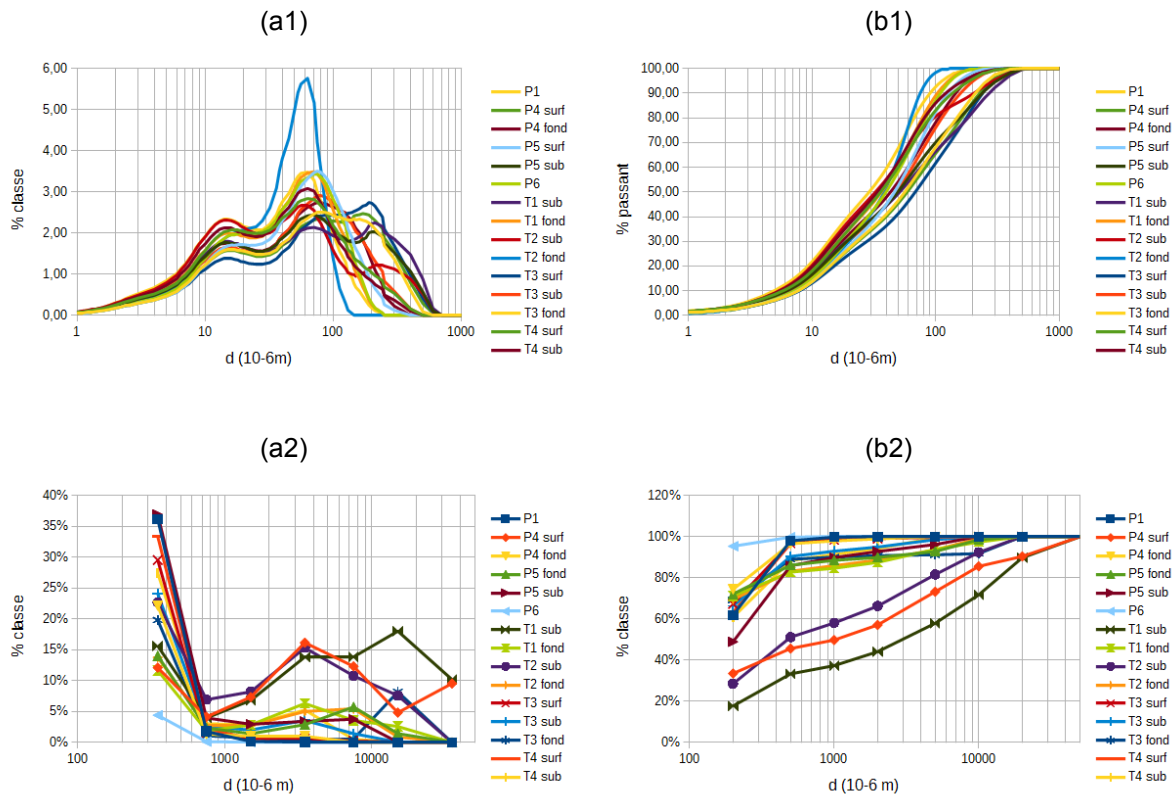 (a1)
6,00
5,00
4,00
3,00
2,00
1,00
0,00
% classe
1
10
100
1000
d (10-6m)
P1
P4 surf
P4 fond
P5 surf
P5 sub
P6
T1 sub
T1 fond
T2 sub
T2 fond
T3 surf
T3 sub
T3 fond
T4 surf
T4 sub
(b1)
100,00
90,00
80,00
70,00
60,00
50,00
40,00
30,00
20,00
10,00
0,00
% passant
1
10
100
1000
d (10-6m)
P1
P4 surf
P4 fond
P5 surf
P5 sub
P6
T1 sub
T1 fond
T2 sub
T2 fond
T3 surf
T3 sub
T3 fond
T4 surf
T4 sub
(a2)
40%
35%
30%
25%
20%
15%
10%
5%
0%
% classe
100
1000
10000
d (10-6 m)
P1
P4 surf
P4 fond
P5 fond
P5 sub
P6
T1 sub
T1 fond
T2 sub
T2 fond
T3 surf
T3 sub
T3 fond
T4 surf
T4 sub
(b2)
120%
100%
80%
60%
40%
20%
0%
% classe
100
1000
10000
d (10-6 m)
P1
P4 surf
P4 fond
P5 fond
P5 sub
P6
T1 sub
T1 fond
T2 sub
T2 fond
T3 surf
T3 sub
T3 fond
T4 surf
T4 sub